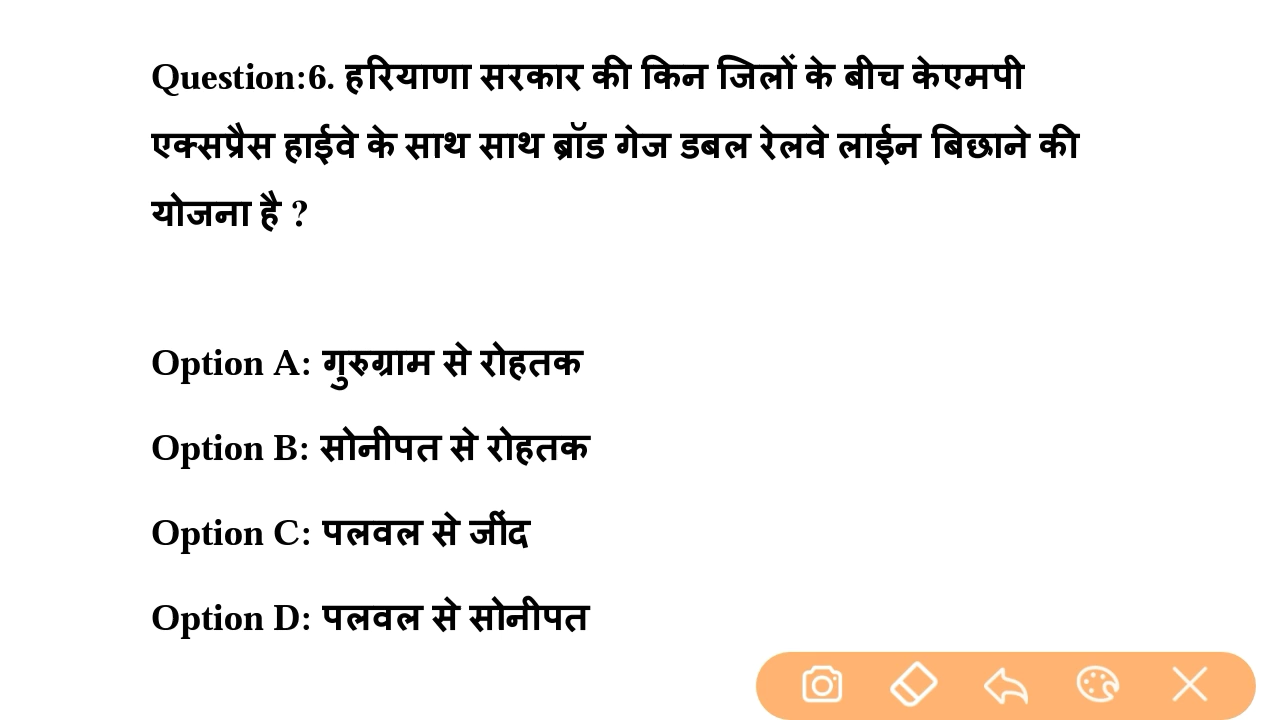 Question:6. हरियाणा सरकार की किन जिलों के बीच केएमपी
एक्सप्रैस हाईवे के साथ साथ ब्रॉड गेज डबल रेलवे लाईन बिछाने की
योजना है ?
Option A: गुरुग्राम से रोहतक
Option B: सोनीपत से रोहतक
Option C: पलवल से जींद
Option D: पलवल से सोनीपत